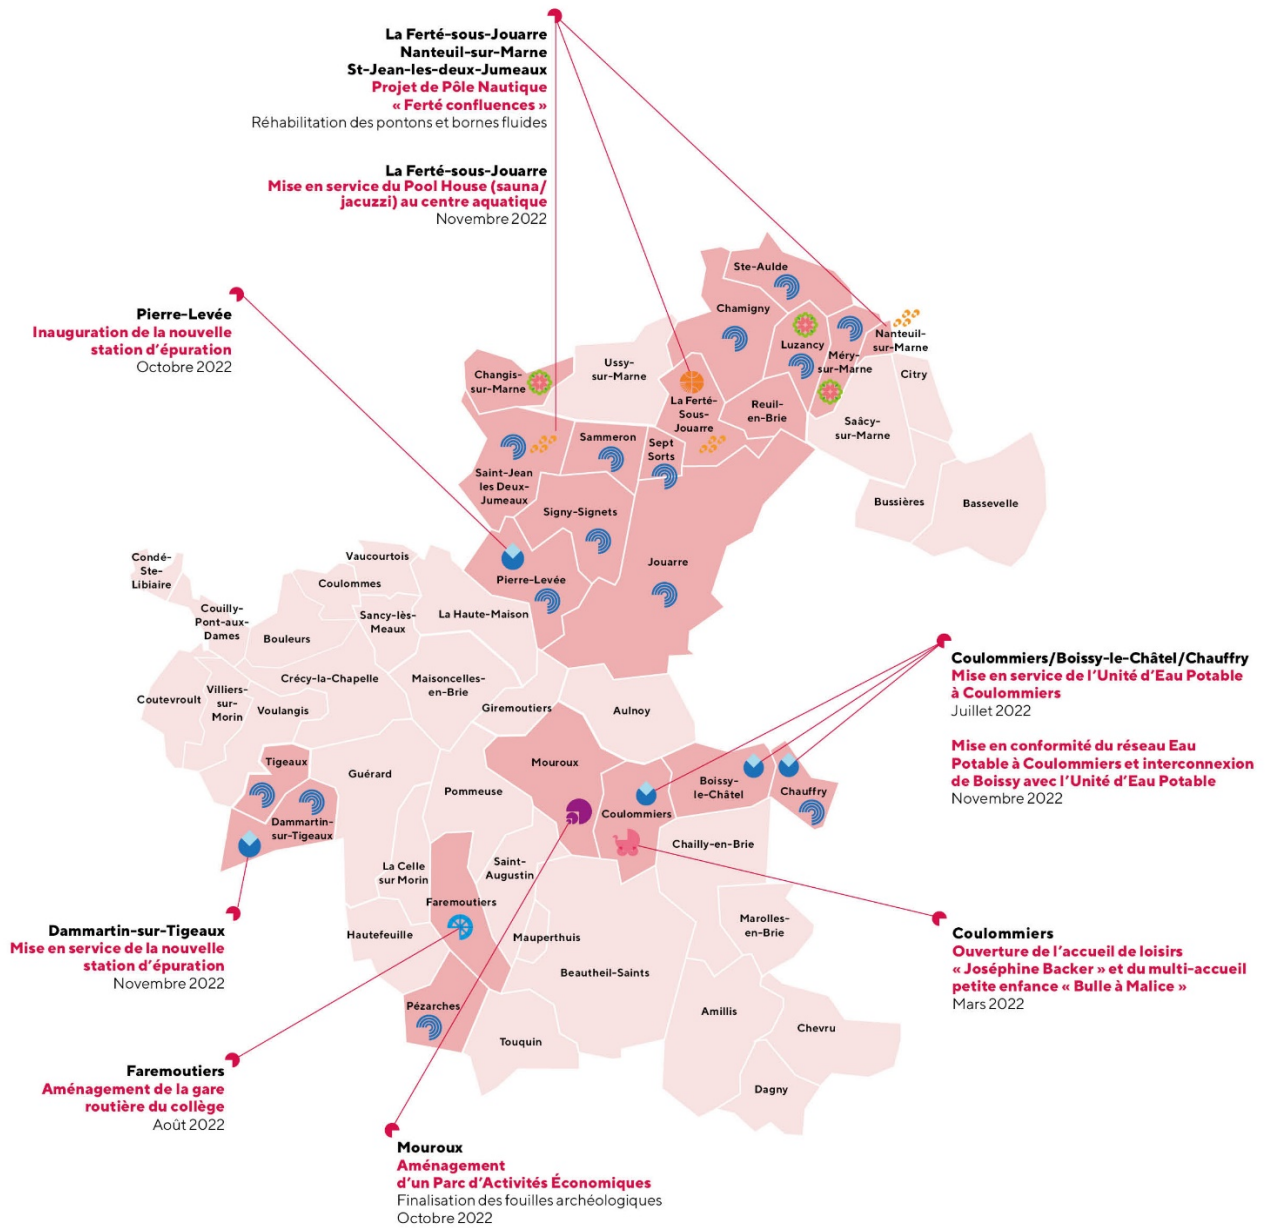 La Ferté-sous-Jouarre
Nanteuil-sur-Marne
St-Jean-les-deux-Jumeaux
Projet de Pôle Nautique
« Ferté confluences »
Réhabilitation des pontons et bornes fluides
La Ferté-sous-Jouarre
Mise en service du Pool House (sauna/
jacuzzi) au centre aquatique
Novembre 2022
Pierre-Levée
Inauguration de la nouvelle
station d'épuration
Octobre 2022
Ste-Aulde
Chamigny
Luzancy
Méry-
sur-Marne
Nanteuil-
sur-Marne
Citry
Ussy-
sur-Marne
Changis-
sur-Marne
La Ferté-
Sous-
Jouarre
Reuil-
en-Brie
Saâcy-
sur-Marne
Sammeron
Sept
Sorts
Saint-Jean
les Deux-
Jumeaux
Signy-Signets
Bussières
Bassevelle
Jouarre
Pierre-Levée
Condé-
Ste-
Libiaire
Vaucourtois
Coulommes
Couilly-
Pont-aux-
Dames
Bouleurs
Sancy-lès-
Meaux
La Haute-Maison
Crécy-la-Chapelle
Maisoncelles-
en-Brie
Coutevroult
Villiers-
sur-
Morin
Voulangis
Giremoutiers
Aulnoy
Tigeaux
Guérard
Mouroux
Pommeuse
Boissy-
le-Châtel
Chauffry
Coulommiers
Dammartin-
sur-Tigeaux
Chailly-en-Brie
La Celle
sur Morin
Saint-
Augustin
Faremoutiers
Hautefeuille
Mauperthuis
Marolles-
en-Brie
Beautheil-Saints
Pézarches
Amillis
Chevru
Touquin
Dagny
Coulommiers/Boissy-le-Châtel/Chauffry
Mise en service de l'Unité d'Eau Potable
à Coulommiers
Juillet 2022
Mise en conformité du réseau Eau
Potable à Coulommiers et interconnexion
de Boissy avec l'Unité d'Eau Potable
Novembre 2022
Coulommiers
Ouverture de l'accueil de loisirs
« Joséphine Backer » et du multi-accueil
petite enfance « Bulle à Malice »
Mars 2022
Dammartin-sur-Tigeaux
Mise en service de la nouvelle
station d'épuration
Novembre 2022
Faremoutiers
Aménagement de la gare
routière du collège
Août 2022
Mouroux
Aménagement
d'un Parc d'Activités Économiques
Finalisation des fouilles archéologiques
Octobre 2022